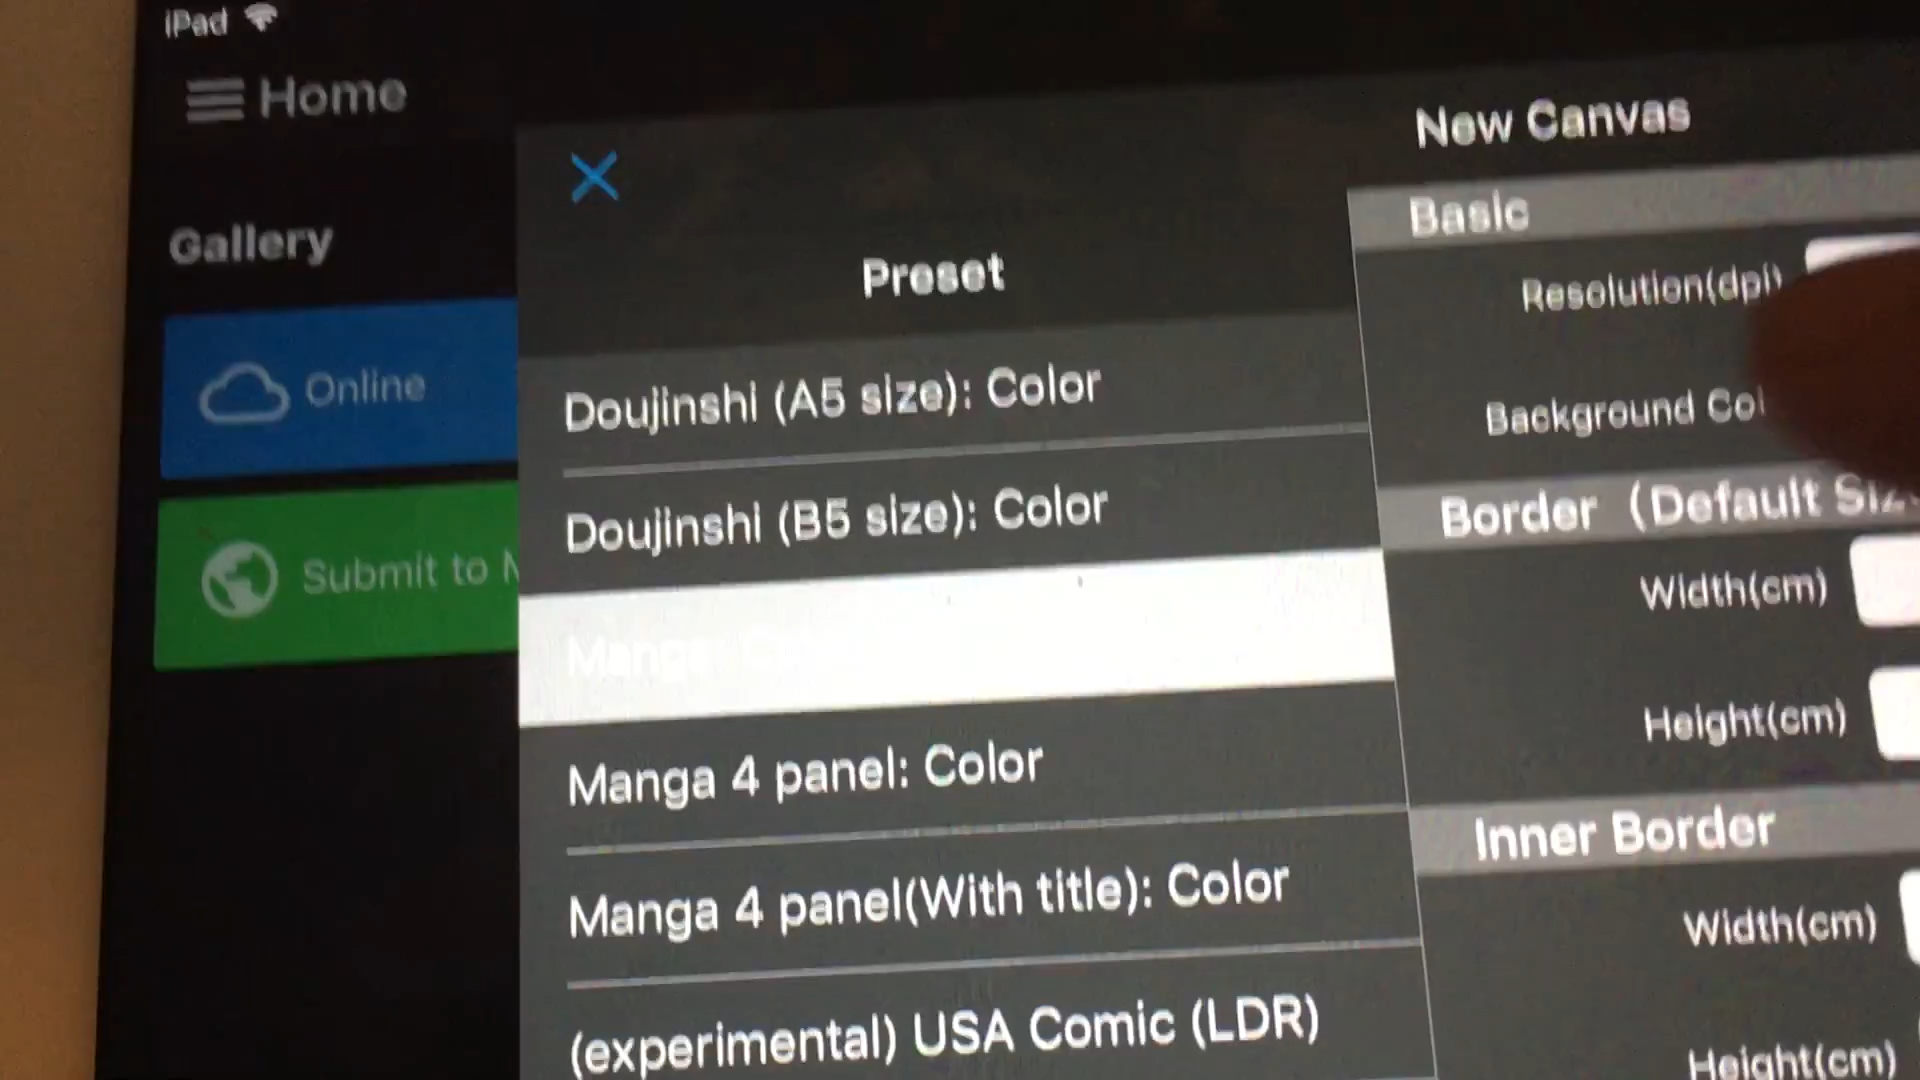 iPad
Home
Gallery
Online
Submit to
Preset
Doujinshi (A5 size): Color
Doujinshi (B5 size): Color
Manga
Manga 4 panel: Color
Manga 4 panel(With title): Color
(experimental) USA Comic (LDR)
New Canvas
Basic
Resolution(dpi)
Background
Border (Default
Width(cm)
Height(cm)
Inner Border
Width(cm)
Height(cm)